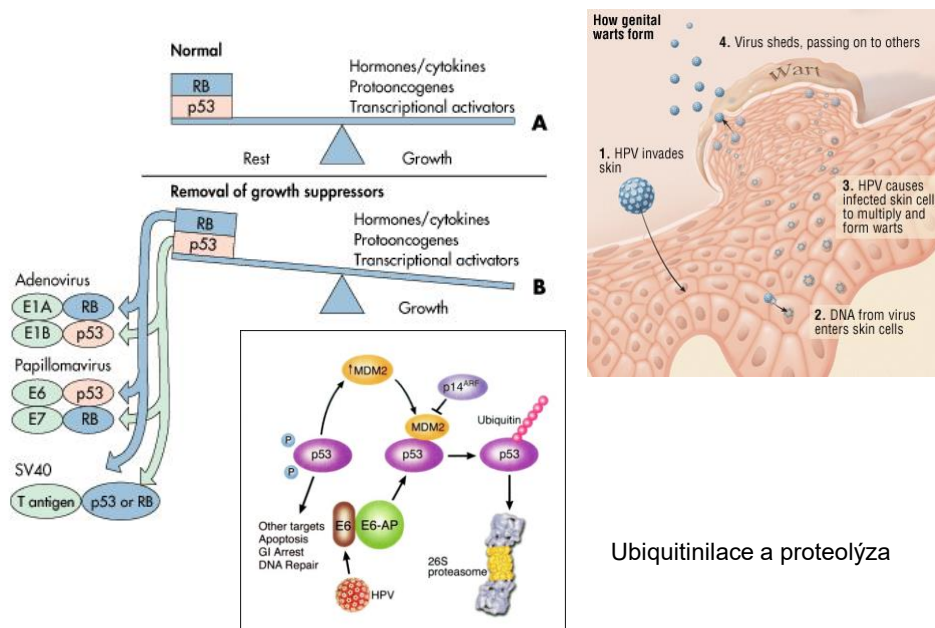 Normal
RB
p53
Hormones/cytokines
Protooncogenes
Transcriptional activators
A
Rest
Growth
Removal of growth suppressors
RB
p53
Hormones/cytokines
Protooncogenes
Transcriptional activators
B
Growth
Adenovirus
E1A RB
E1B p53
Papillomavirus
E6 p53
E7 RB
SV40
T antigen p53 or RB
↑MDM2
p14ARF
MDM2
Ubiquitin
P
P
p53
p53
p53
Other targets
Apoptosis
GI Arrest
DNA Repair
E6
E6-AP
HPV
26S
proteasome
How genital
warts form
4. Virus sheds, passing on to others
Wart
1. HPV invades
skin
3. HPV causes
infected skin cell
to multiply and
form warts
2. DNA from virus
enters skin cells
Ubiquitinilace a proteolýza